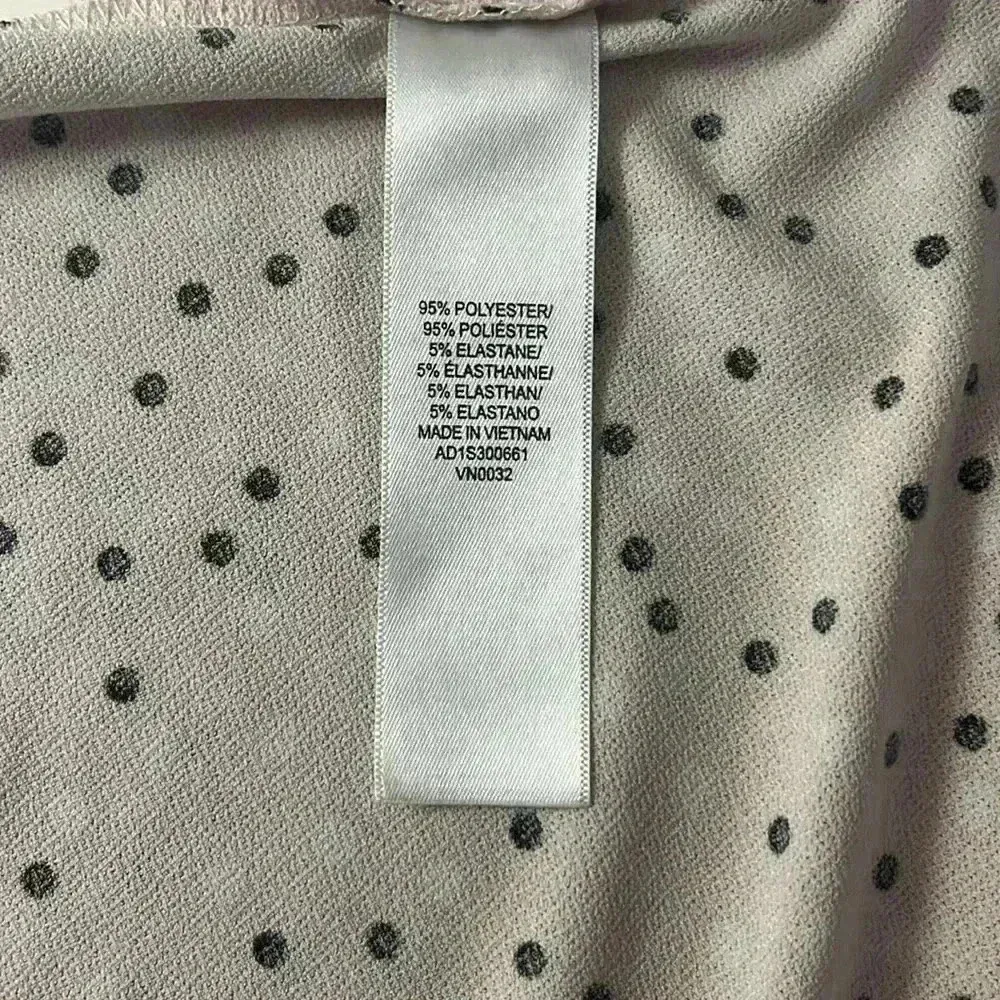 95% POLYESTER/
95% POLIÉSTER
5% ELASTANE/
5% ÉLASTHANNE/
5% ELASTHAN/
5% ELASTANO
MADE IN VIETNAM
AD1S300661
VN0032